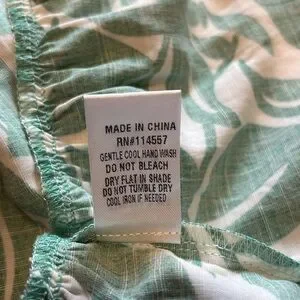 MADE IN CHINA
RN#114557
GENTLE COOL HAND WASH
DO NOT BLEACH
DRY FLAT IN SHADE
DO NOT TUMBLE DRY
COOL IRON IF NEEDED